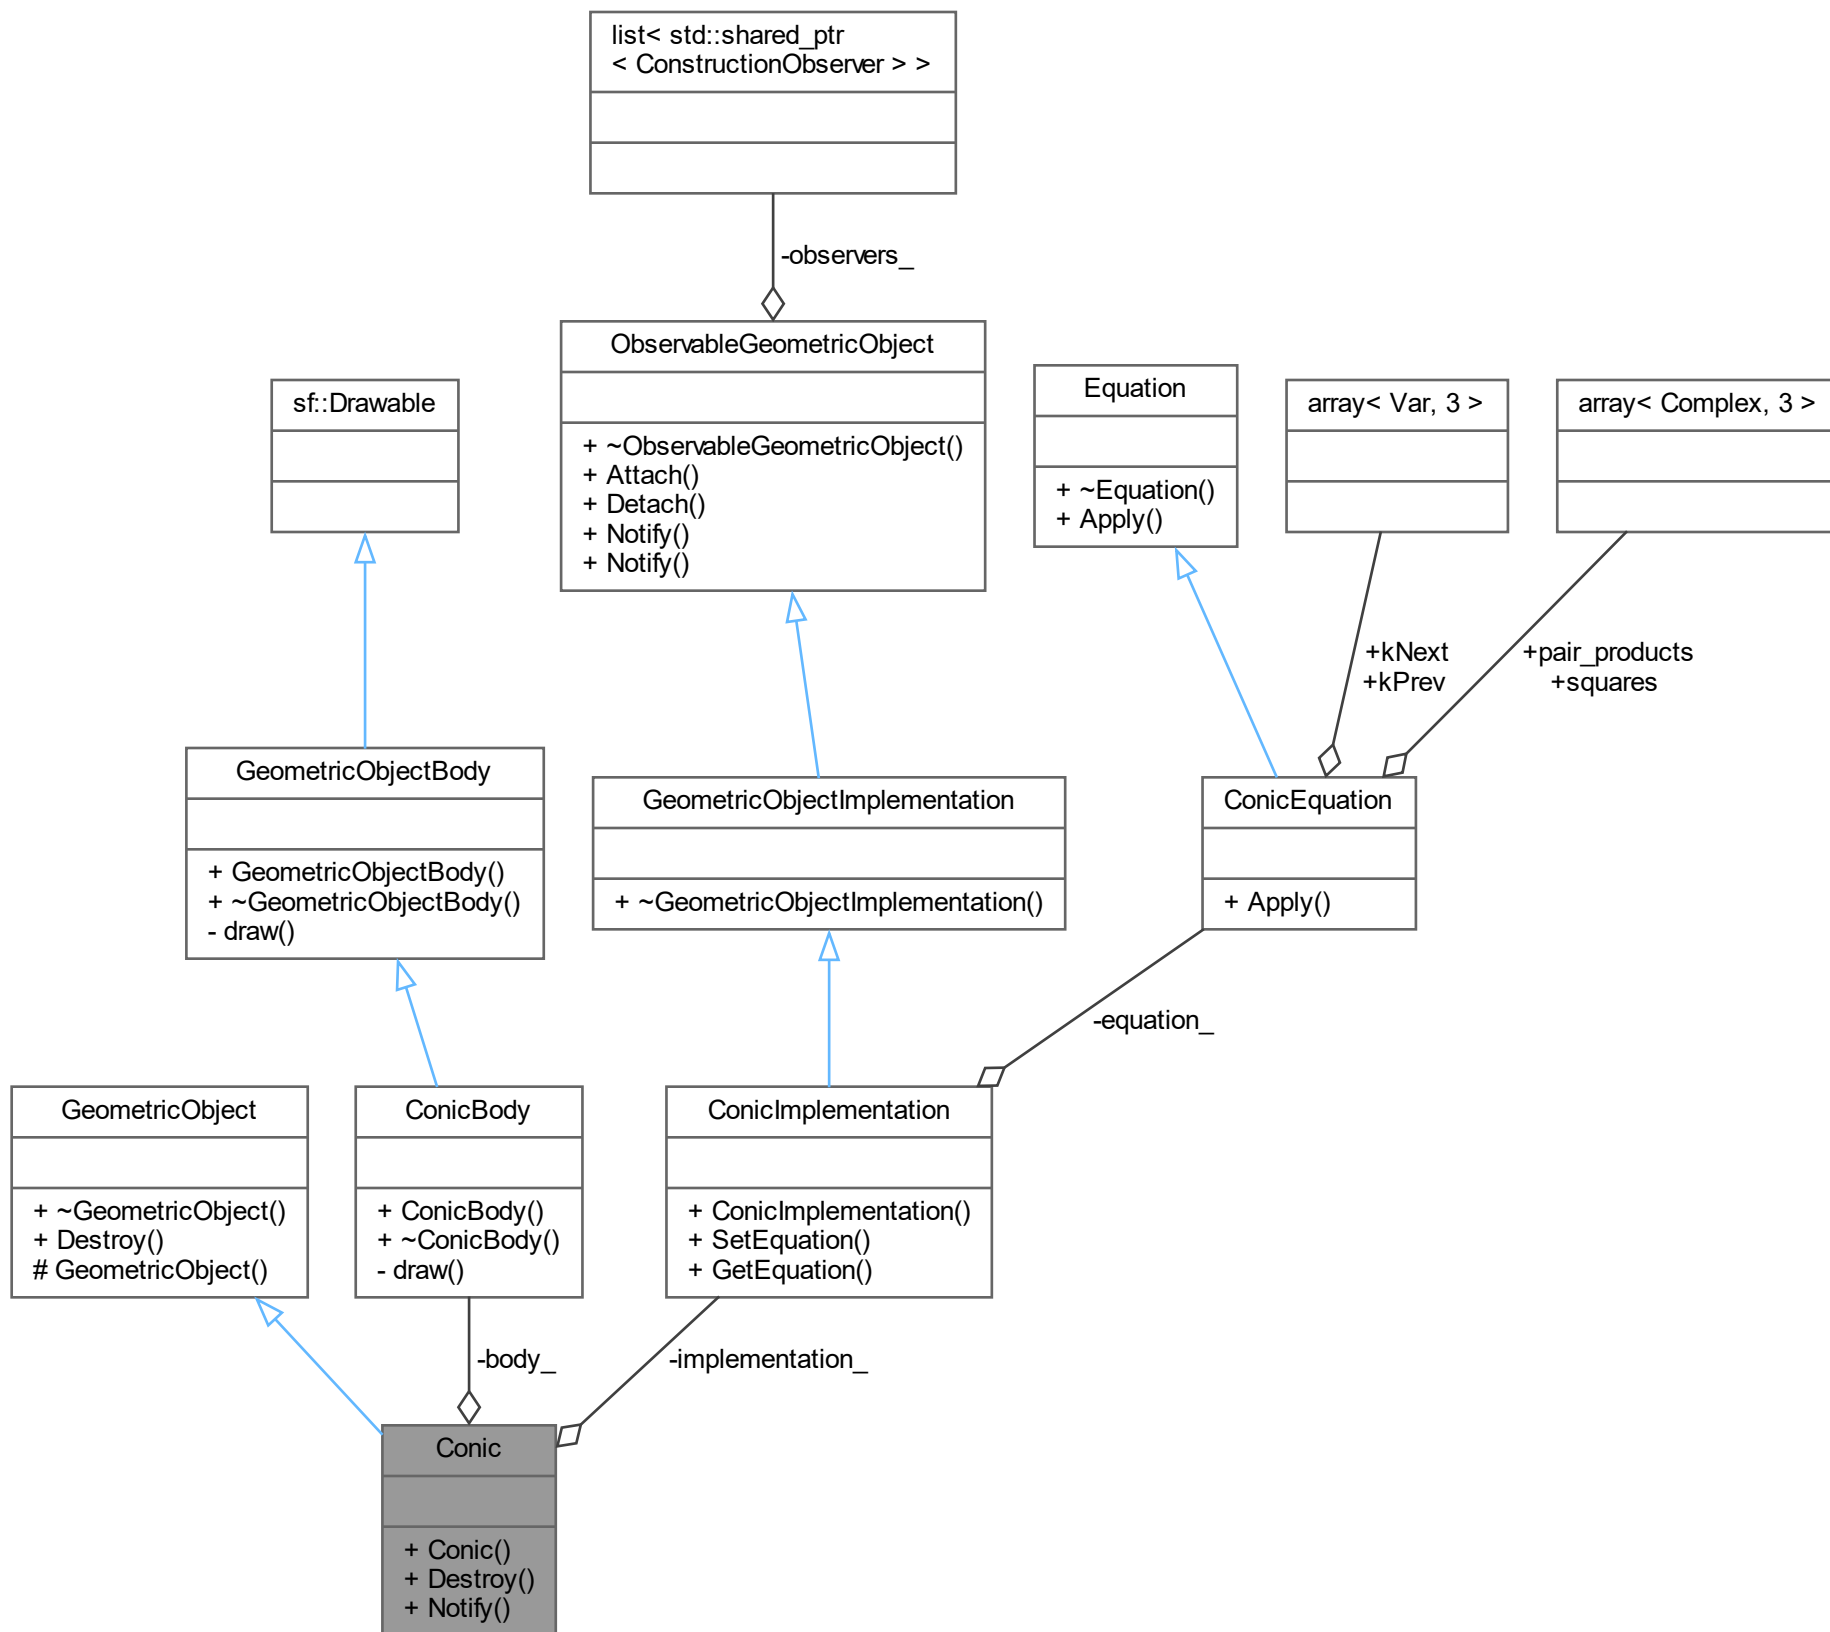 list< std::shared_ptr
< ConstructionObserver > >
-observers_
ObservableGeometricObject
+ ~ObservableGeometricObject()
+ Attach()
+ Detach()
+ Notify()
+ Notify()
sf::Drawable
Equation
+ ~Equation()
+ Apply()
array< Var, 3 >
array< Complex, 3 >
+kNext
+kPrev
+pair_products
+squares
GeometricObjectBody
+ GeometricObjectBody()
+ ~GeometricObjectBody()
- draw()
GeometricObjectImplementation
+ ~GeometricObjectImplementation()
ConicEquation
+ Apply()
-equation_
GeometricObject
+ ~GeometricObject()
+ Destroy()
# GeometricObject()
ConicBody
+ ConicBody()
+ ~ConicBody()
- draw()
ConicImplementation
+ ConicImplementation()
+ SetEquation()
+ GetEquation()
-body_
-implementation_
Conic
+ Conic()
+ Destroy()
+ Notify()